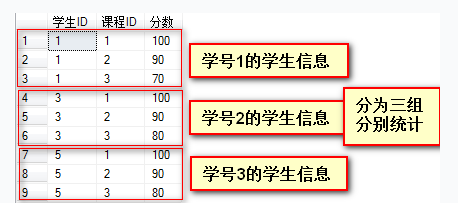 学生ID 课程ID 分数
1 1 1 100
2 1 2 90
3 1 3 70
4 3 1 100
5 3 2 90
6 3 3 80
7 5 1 100
8 5 2 90
9 5 3 80
学号1的学生信息
学号2的学生信息
学号3的学生信息
分为三组
分别统计